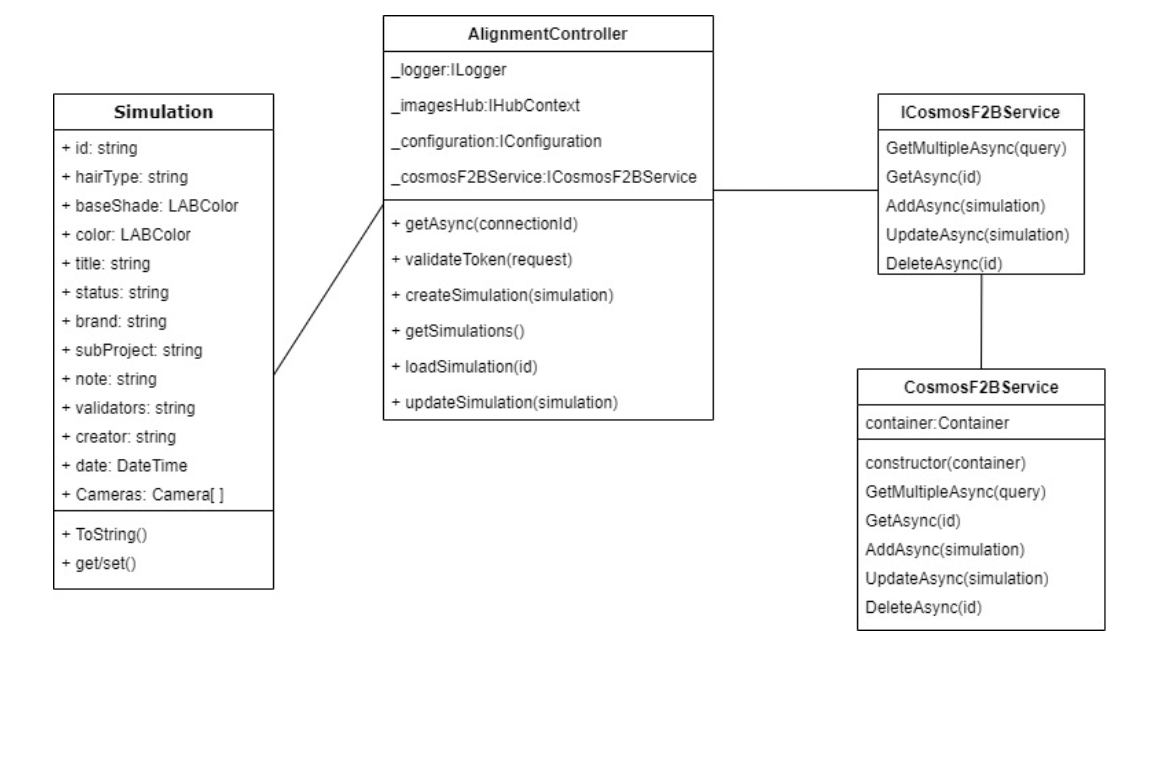 Simulation
+ id: string
+ hairType: string
+ baseShade: LABColor
+ color: LABColor
+ title: string
+ status: string
+ brand: string
+ subProject: string
+ note: string
+ validators: string
+ creator: string
+ date: DateTime
+ Cameras: Camera[ ]
+ ToString()
+ get/set()
AlignmentController
_logger:ILogger
_imagesHub:IHubContext
_configuration:IConfiguration
_cosmosF2BService:ICosmosF2BService
+ getAsync(connectionId)
+ validateToken(request)
+ createSimulation(simulation)
+ getSimulations()
+ loadSimulation(id)
+ updateSimulation(simulation)
ICosmosF2BService
GetMultipleAsync(query)
GetAsync(id)
AddAsync(simulation)
UpdateAsync(simulation)
DeleteAsync(id)
CosmosF2BService
container:Container
constructor(container)
GetMultipleAsync(query)
GetAsync(id)
AddAsync(simulation)
UpdateAsync(simulation)
DeleteAsync(id)